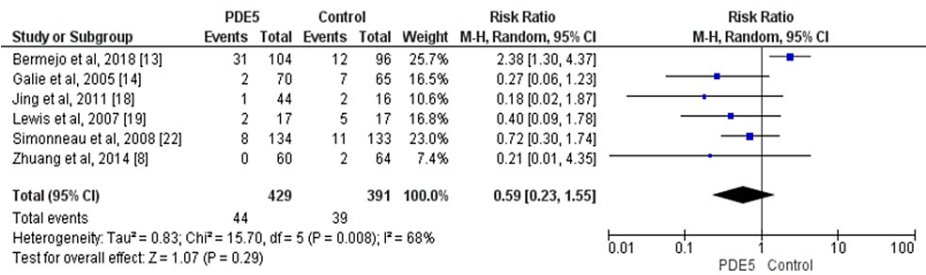 PDE5 Control Risk Ratio Risk Ratio
Study or Subgroup Events Total Events Total Weight M-H, Random, 95% CI M-H, Random, 95% CI
Bermejo et al, 2018 [13] 31 104 12 96 25.7% 2.38 [1.30, 4.37]
Galie et al, 2005 [14] 2 70 7 65 16.5% 0.27 [0.06, 1.23]
Jing et al, 2011 [18] 1 44 2 16 10.6% 0.18 [0.02, 1.87]
Lewis et al, 2007 [19] 2 17 5 17 16.8% 0.40 [0.09, 1.78]
Simonneau et al, 2008 [22] 8 134 11 133 23.0% 0.72 [0.30, 1.74]
Zhuang et al, 2014 [8] 0 60 2 64 7.4% 0.21 [0.01, 4.35]
Total (95% CI) 429 391 100.0% 0.59 [0.23, 1.55]
Total events 44 39
Heterogeneity: Tau² = 0.83; Chi² = 15.70, df = 5 (P = 0.008); I² = 68%
Test for overall effect: Z = 1.07 (P = 0.29)
0.01 0.1 1 10 100
PDE5 Control